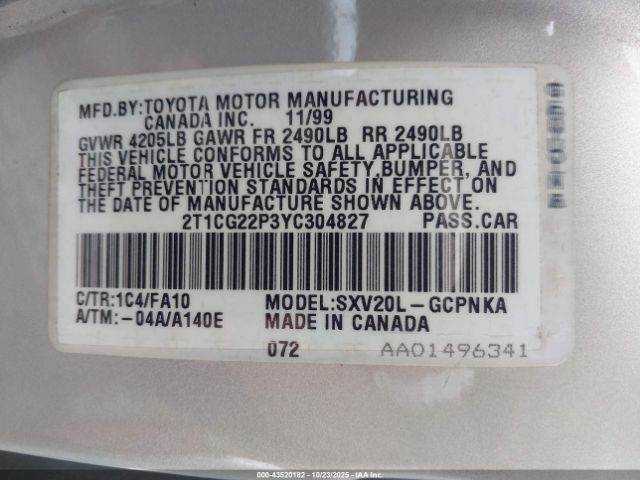 MFD.BY:TOYOTA MOTOR MANUFACTURING
CANADA INC. 11/99
GVWR 4205LB GAWR FR 2490LB RR 2490LB
THIS VEHICLE CONFORMS TO ALL APPLICABLE
FEDERAL MOTOR VEHICLE SAFETY,BUMPER, AND
THEFT PREVENTION STANDARDS IN EFFECT ON
THE DATE OF MANUFACTURE SHOWN ABOVE.
2T1CG22P3YC304827 PASS.CAR
C/TR:1C4/FA10 MODEL:SXV20L-GCPNKA
A/TM:-04A/A140E MADE IN CANADA
072 AA01496341
000-43520182 | 10/23/2025 - IAAI.com